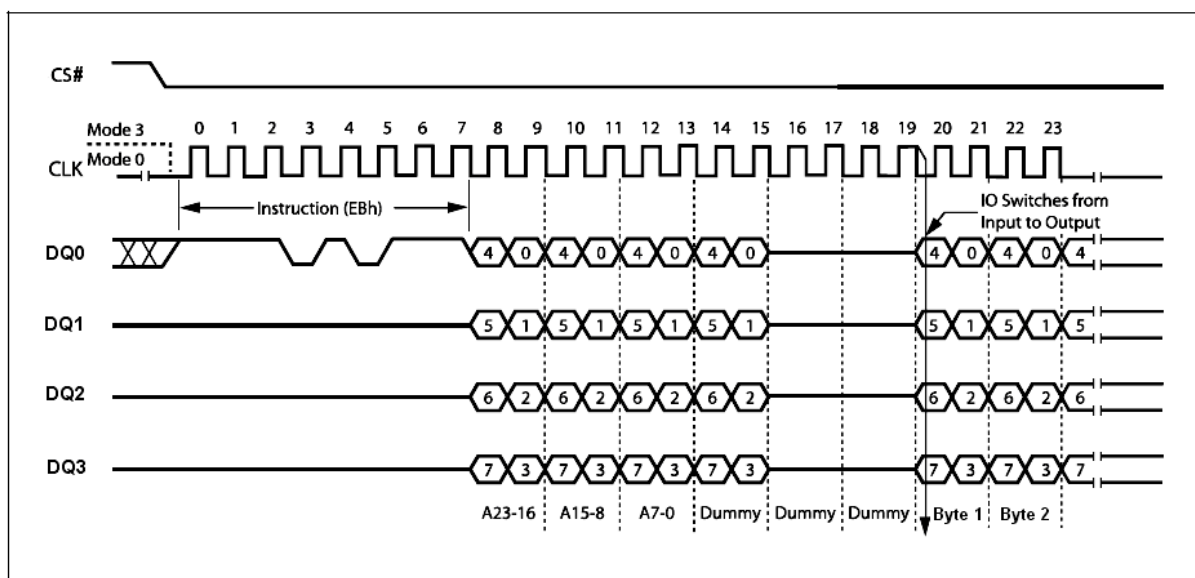 CS#
Mode 3
0 1 2 3 4 5 6 7 8 9 10 11 12 13 14 15 16 17 18 19 20 21 22 23
CLK
Mode 0
Instruction (EBh)
IO Switches from
Input to Output
DQ0
4 0 4 0 4 0 4 0 4 0 4 0 4
DQ1
5 1 5 1 5 1 5 1 5 1 5 1 5
DQ2
6 2 6 2 6 2 6 2 6 2 6 2 6
DQ3
7 3 7 3 7 3 7 3 7 3 7 3 7
A23-16 A15-8 A7-0 Dummy Dummy Dummy Byte 1 Byte 2